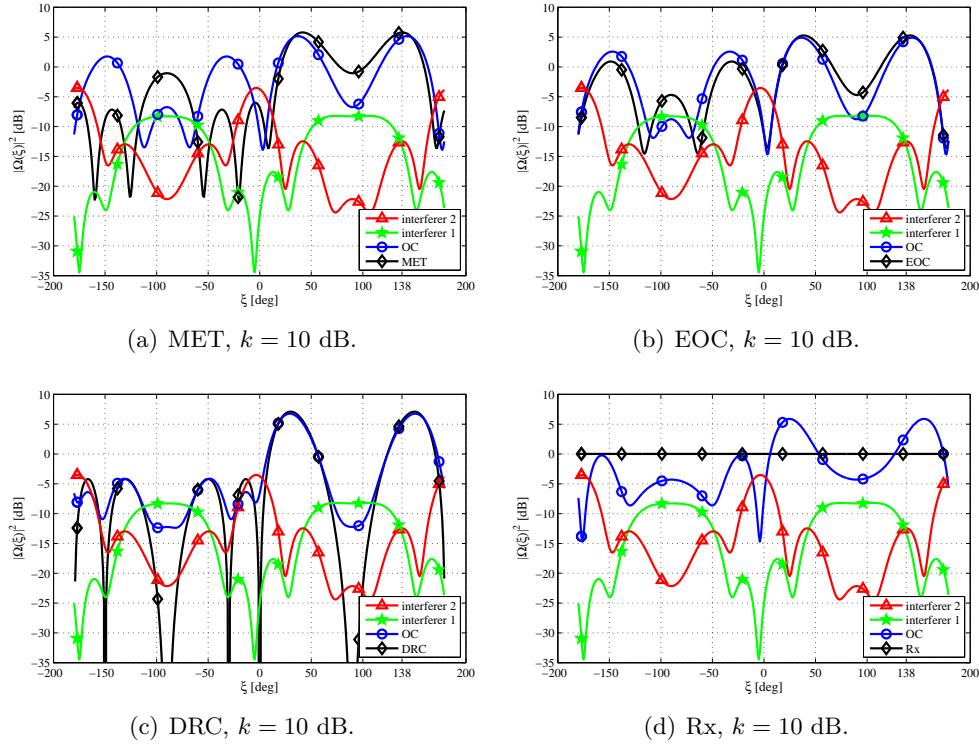 10
5
0
−5
−10
−15
−20
−25
−30
−35
|Ω(ξ)|² [dB]
−200 −150 −100 −50 0 50 100 138 200
ξ [deg]
interferer 2
interferer 1
OC
MET
(a) MET, k = 10 dB.
10
5
0
−5
−10
−15
−20
−25
−30
−35
|Ω(ξ)|² [dB]
−200 −150 −100 −50 0 50 100 138 200
ξ [deg]
interferer 2
interferer 1
OC
EOC
(b) EOC, k = 10 dB.
10
5
0
−5
−10
−15
−20
−25
−30
−35
|Ω(ξ)|² [dB]
−200 −150 −100 −50 0 50 100 138 200
ξ [deg]
interferer 2
interferer 1
OC
DRC
(c) DRC, k = 10 dB.
10
5
0
−5
−10
−15
−20
−25
−30
−35
|Ω(ξ)|² [dB]
−200 −150 −100 −50 0 50 100 138 200
ξ [deg]
interferer 2
interferer 1
OC
Rx
(d) Rx, k = 10 dB.